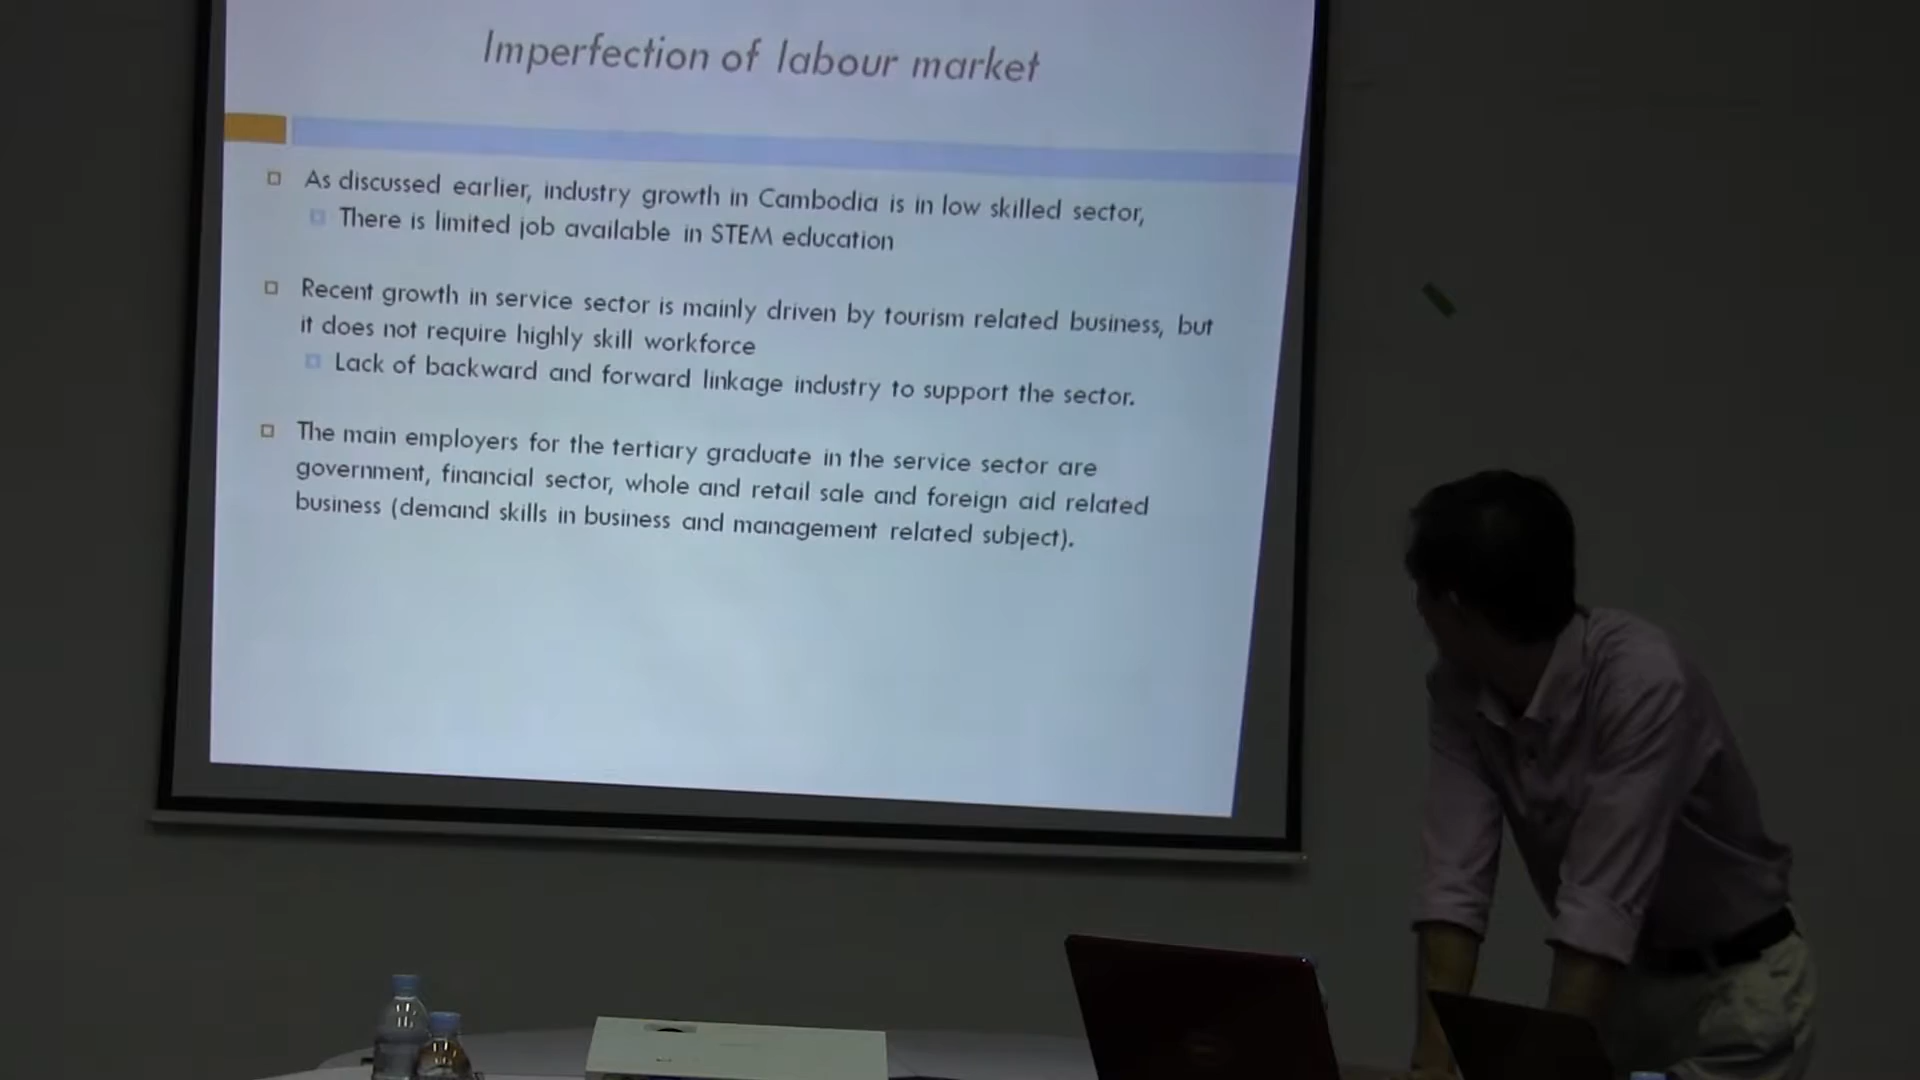 Imperfection of labour market
As discussed earlier, industry growth in Cambodia is in low skilled sector,
There is limited job available in STEM education
Recent growth in service sector is mainly driven by tourism related business, but
it does not require highly skill workforce
Lack of backward and forward linkage industry to support the sector.
The main employers for the tertiary graduate in the service sector are
government, financial sector, whole and retail sale and foreign aid related
business (demand skills in business and management related subject).